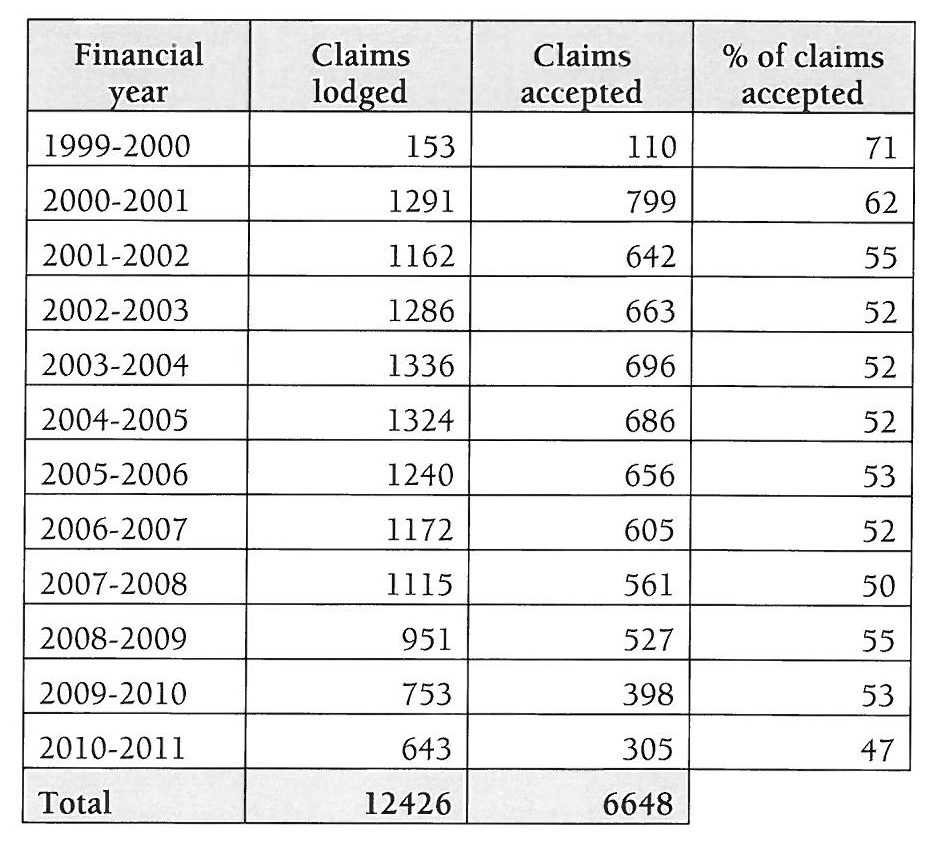 Financial year Claims lodged Claims accepted % of claims accepted
1999-2000 153 110 71
2000-2001 1291 799 62
2001-2002 1162 642 55
2002-2003 1286 663 52
2003-2004 1336 696 52
2004-2005 1324 686 52
2005-2006 1240 656 53
2006-2007 1172 605 52
2007-2008 1115 561 50
2008-2009 951 527 55
2009-2010 753 398 53
2010-2011 643 305 47
Total 12426 6648